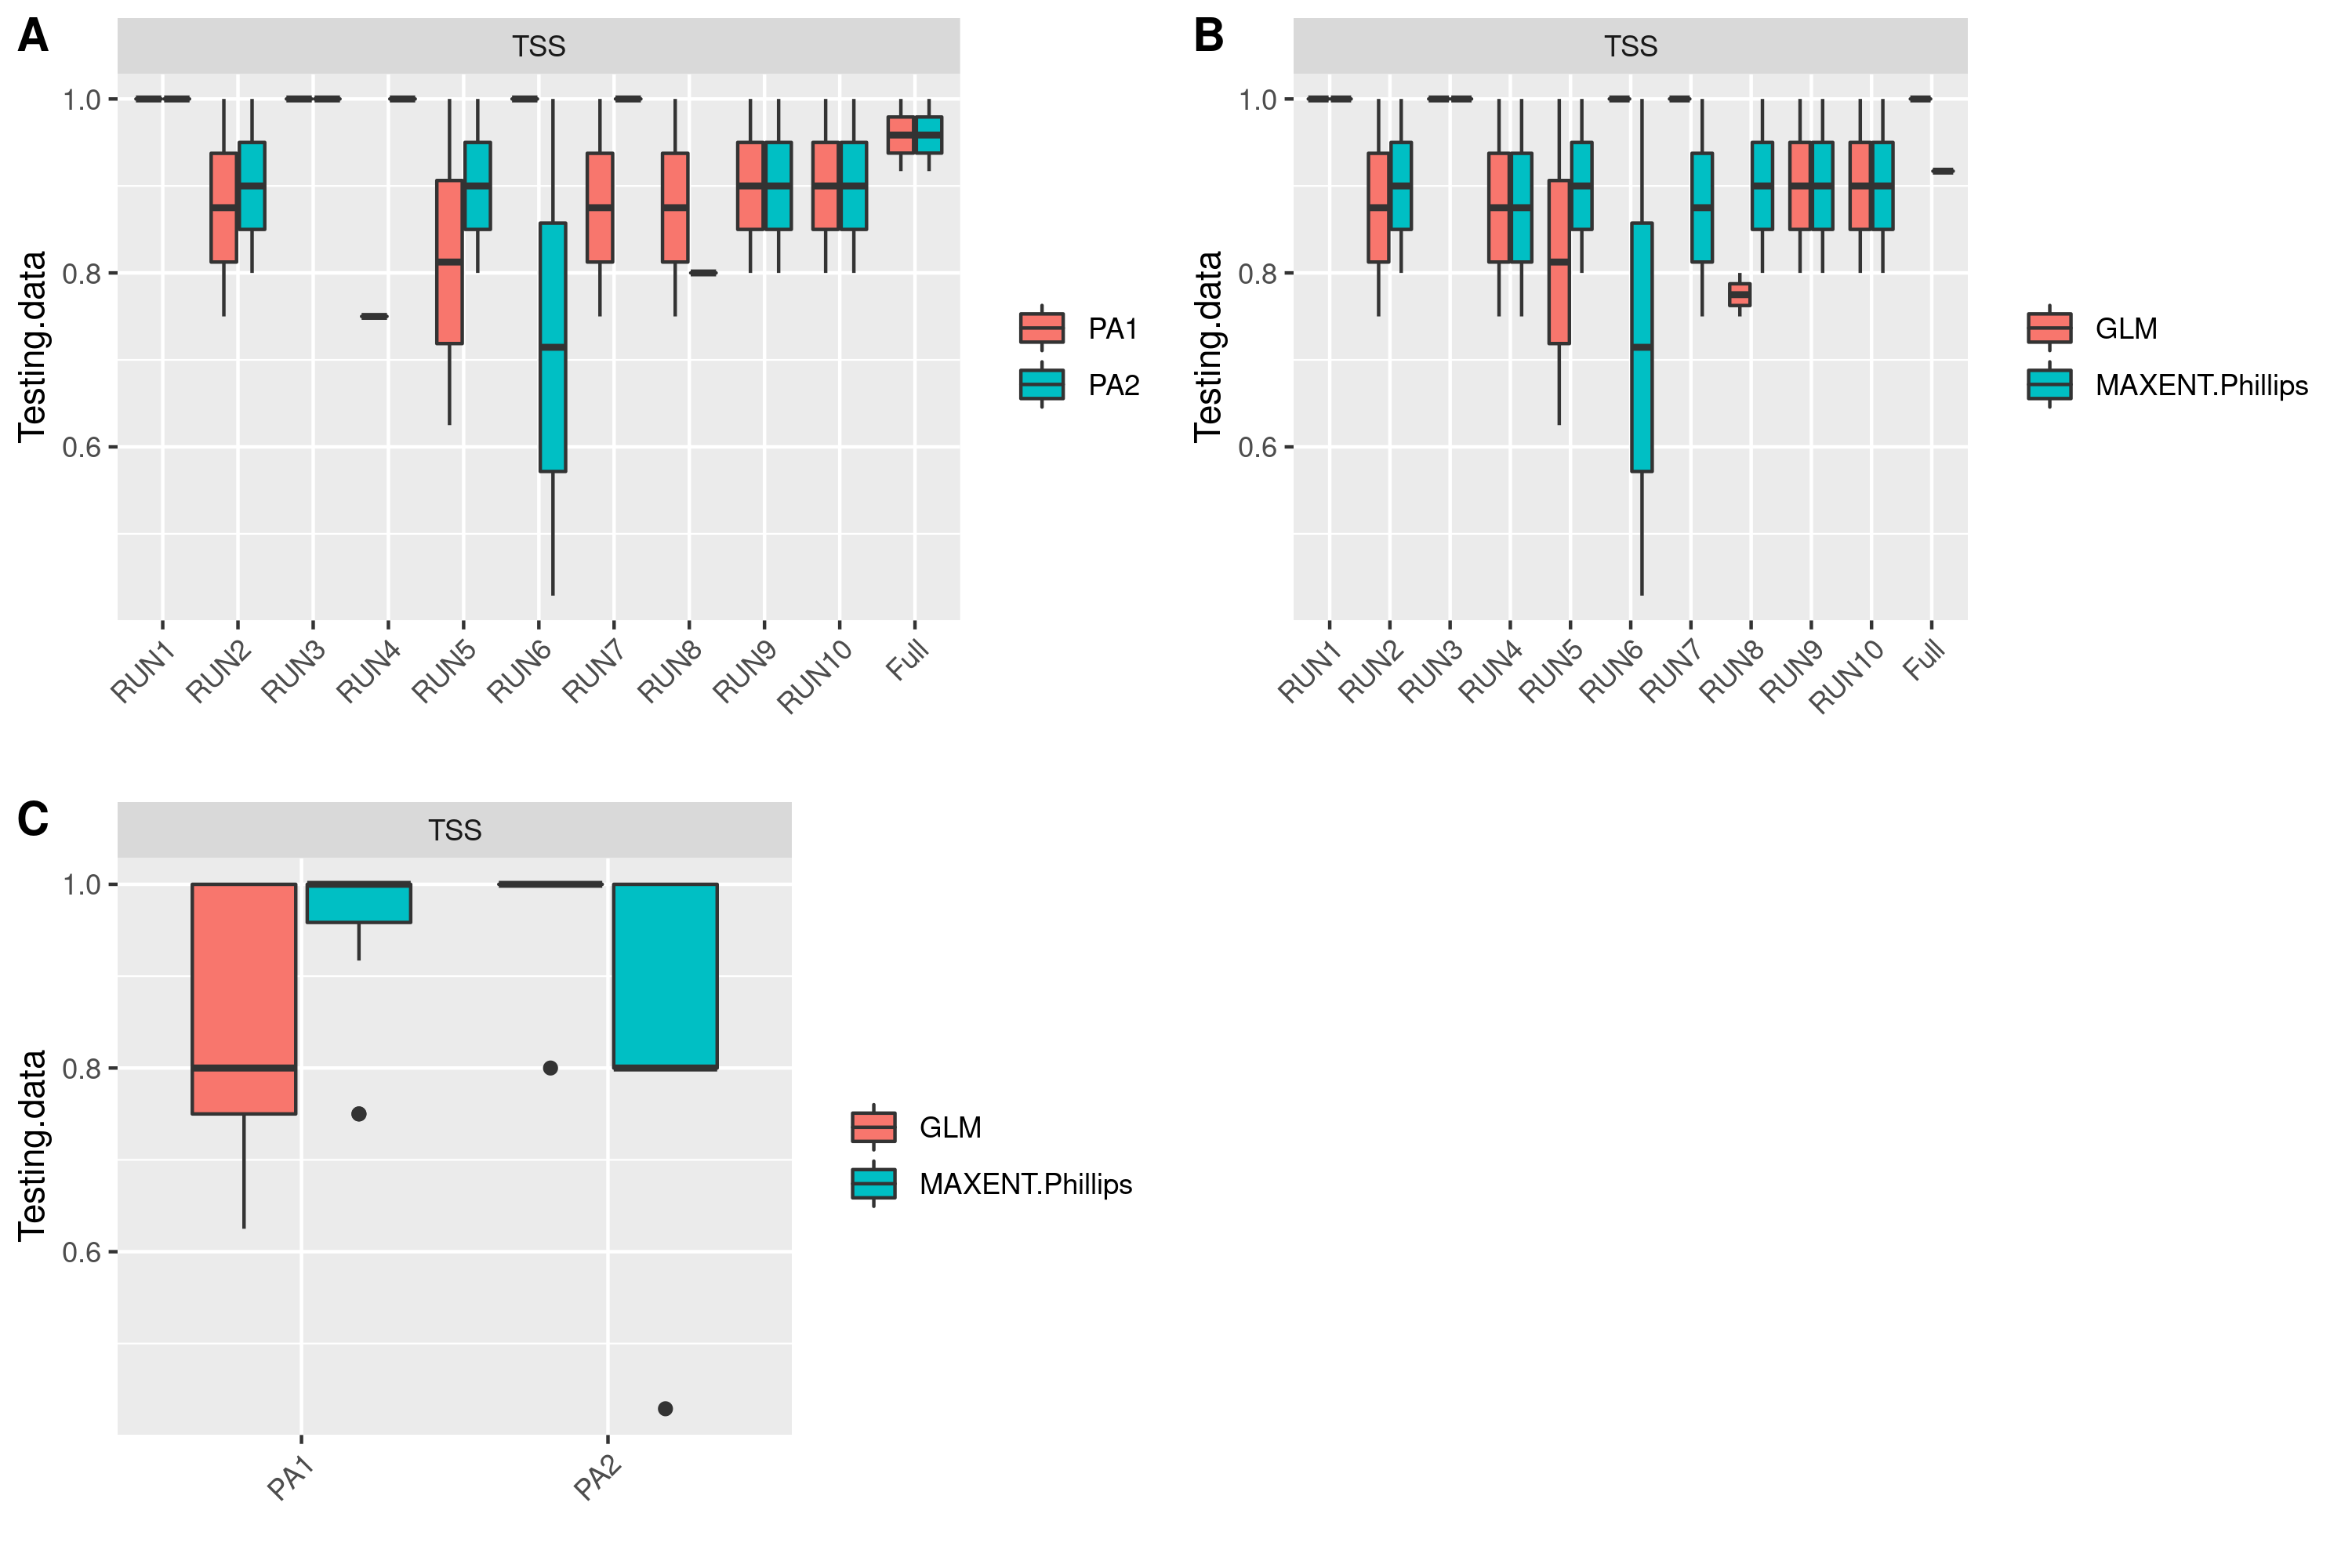 A
TSS
1.0
0.8
0.6
Testing.data
RUN1
RUN2
RUN3
RUN4
RUN5
RUN6
RUN7
RUN8
RUN9
RUN10
Full
PA1
PA2
B
TSS
1.0
0.8
0.6
Testing.data
RUN1
RUN2
RUN3
RUN4
RUN5
RUN6
RUN7
RUN8
RUN9
RUN10
Full
GLM
MAXENT.Phillips
C
TSS
1.0
0.8
0.6
Testing.data
PA1
PA2
GLM
MAXENT.Phillips